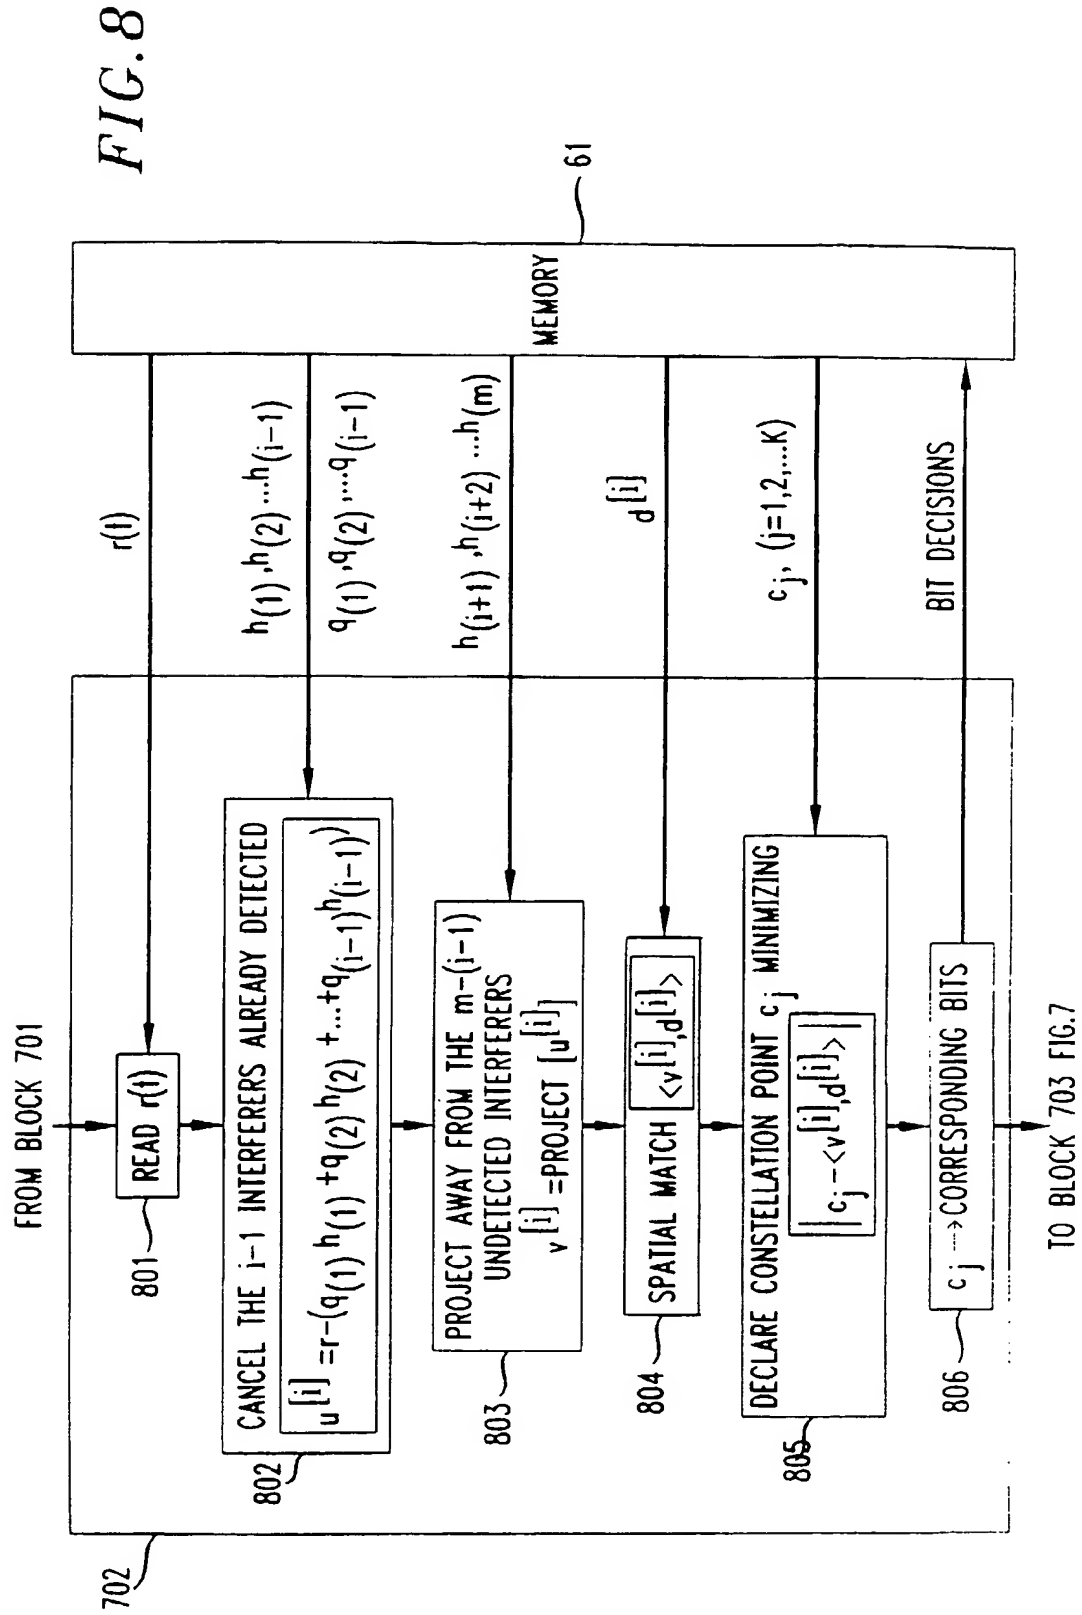 FIG. 8
FROM BLOCK 701
702
801
READ r(t)
r(t)
802
CANCEL THE i-1 INTERFERERS ALREADY DETECTED
u[i] =r-(q(1)h(1) +q(2)h(2) +...+q(i-1)h(i-1))
h(1),h(2)....h(i-1)
q(1),q(2),....q(i-1)
803
PROJECT AWAY FROM THE m-(i-1)
UNDETECTED INTERFERERS
v[i] =PROJECT [u[i]]
h(i+1),h(i+2) ....h(m)
804
SPATIAL MATCH <v[i],d[i]>
d[i]
805
DECLARE CONSTELLATION POINT cj MINIMIZING
|cj-<v[i],d[i]>|
cj, (j=1,2,...K)
806
cj ---> CORRESPONDING BITS
BIT DECISIONS
MEMORY
61
TO BLOCK 703 FIG.7